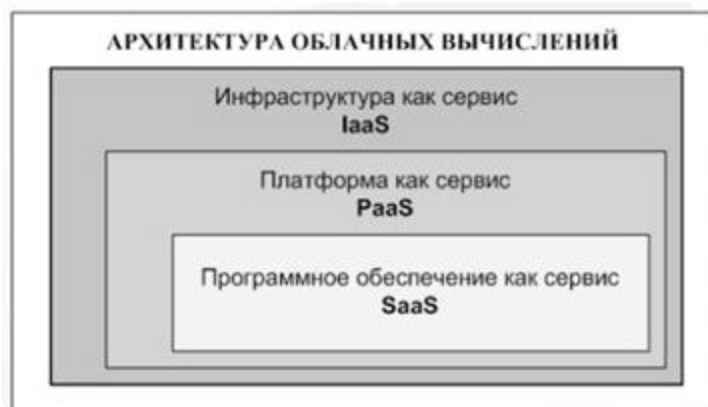 АРХИТЕКТУРА ОБЛАЧНЫХ ВЫЧИСЛЕНИЙ
Инфраструктура как сервис
IaaS
Платформа как сервис
PaaS
Программное обеспечение как сервис
SaaS